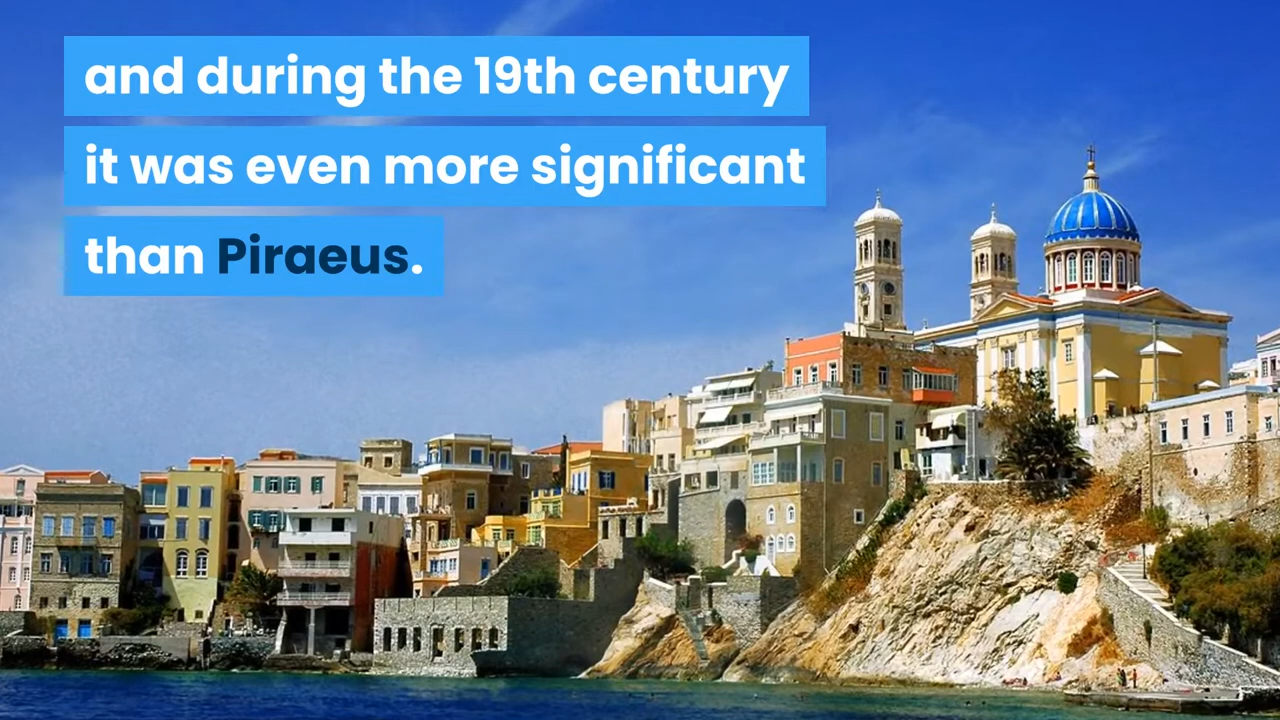 and during the 19th century
it was even more significant
than Piraeus.